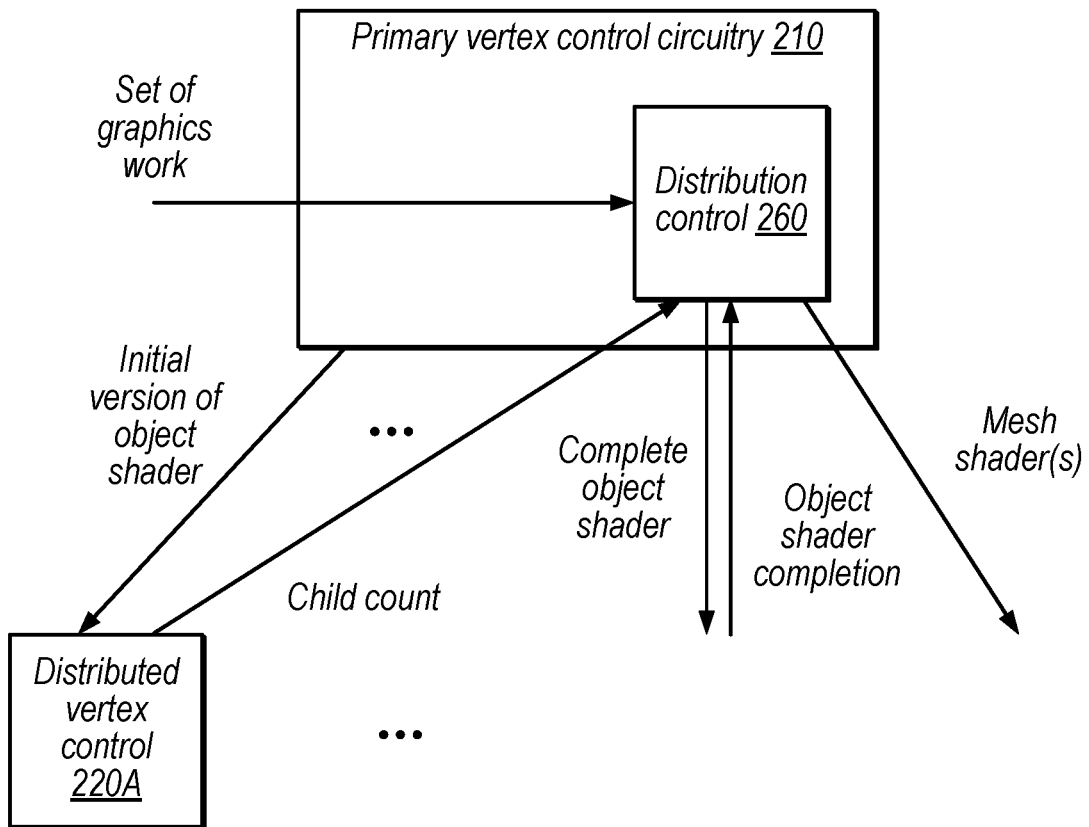 Primary vertex control circuitry 210
Set of
graphics
work
Distribution
control 260
Initial
version of
object
shader
Complete
object
shader
Object
shader
completion
Mesh
shader(s)
Child count
Distributed
vertex
control
220A